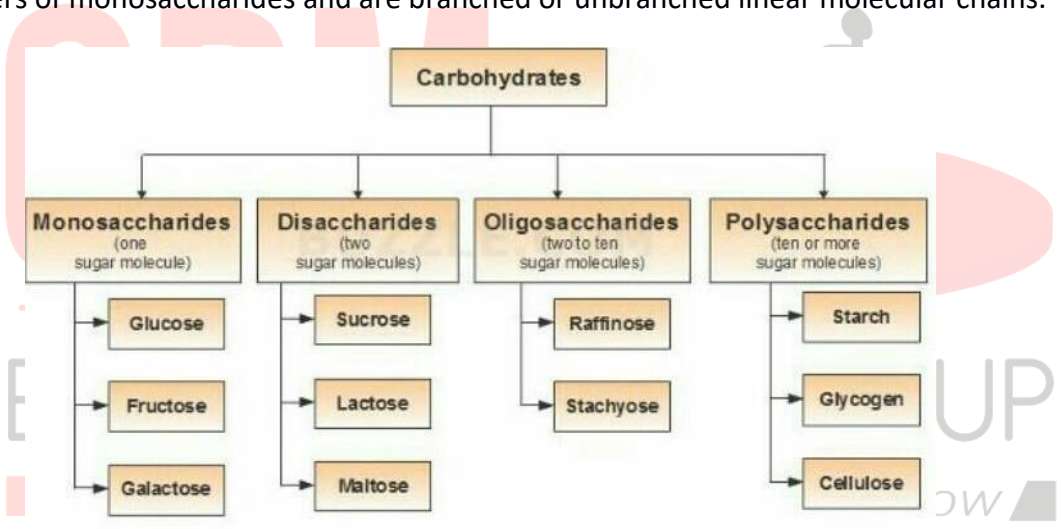 of monosaccharides and are branched or unbranched linear molecular chains.
Carbohydrates
Monosaccharides
(one
sugar molecule)
Disaccharides
(two
sugar molecules)
Oligosaccharides
(two to ten
sugar molecules)
Polysaccharides
(ten or more
sugar molecules)
Glucose
Fructose
Galactose
Sucrose
Lactose
Maltose
Raffinose
Stachyose
Starch
Glycogen
Cellulose
UP